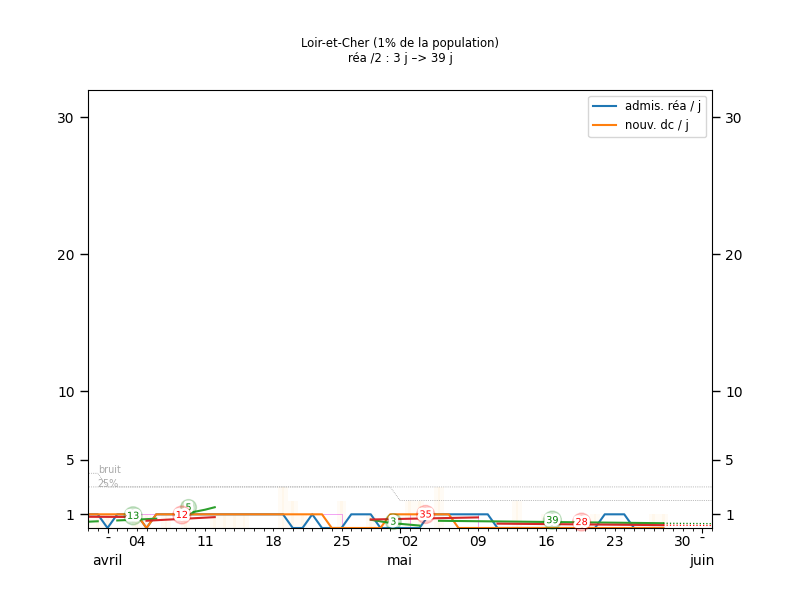 Loir-et-Cher (1% de la population)
réa /2 : 3 j –> 39 j
admis. réa / j
nouv. dc / j
30 30
20 20
10 10
5 5
bruit
25%
1 1
13 12 3 35 39 28
04 11 18 25 02 09 16 23 30
avril mai juin